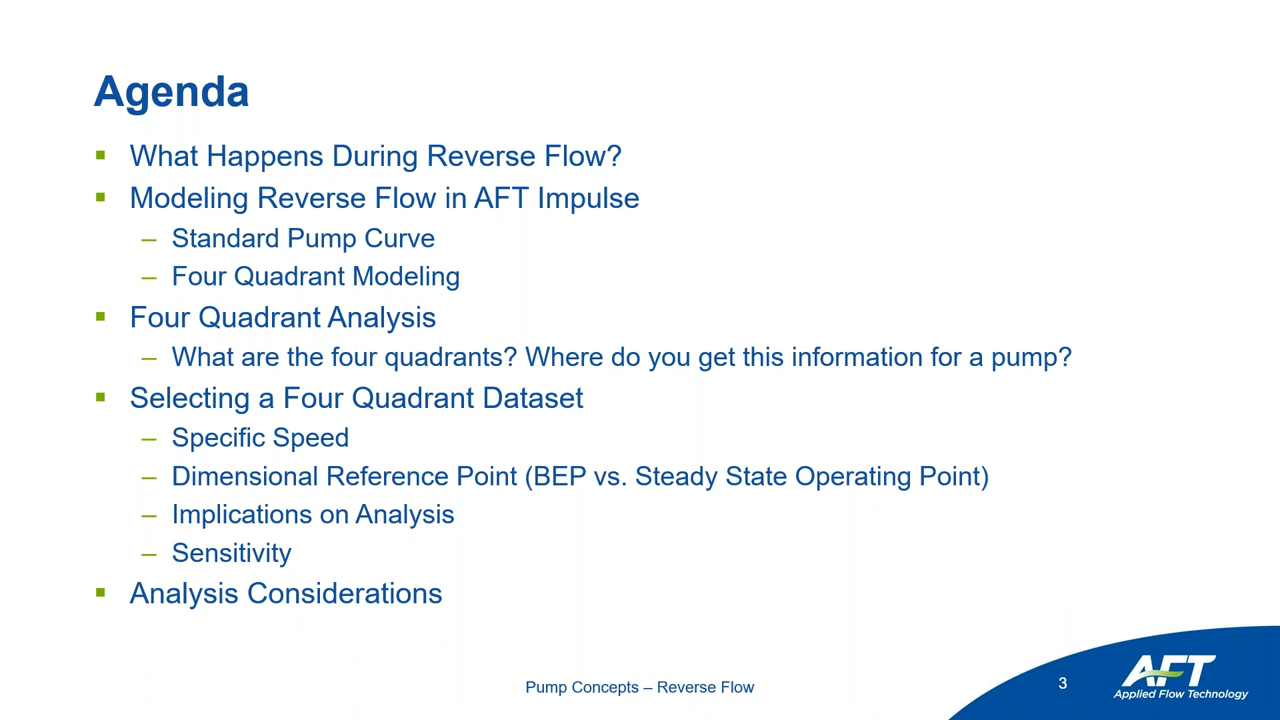 Agenda
▪ What Happens During Reverse Flow?
▪ Modeling Reverse Flow in AFT Impulse
– Standard Pump Curve
– Four Quadrant Modeling
▪ Four Quadrant Analysis
– What are the four quadrants? Where do you get this information for a pump?
▪ Selecting a Four Quadrant Dataset
– Specific Speed
– Dimensional Reference Point (BEP vs. Steady State Operating Point)
– Implications on Analysis
– Sensitivity
▪ Analysis Considerations
Pump Concepts – Reverse Flow
3
AFT
Applied Flow Technology